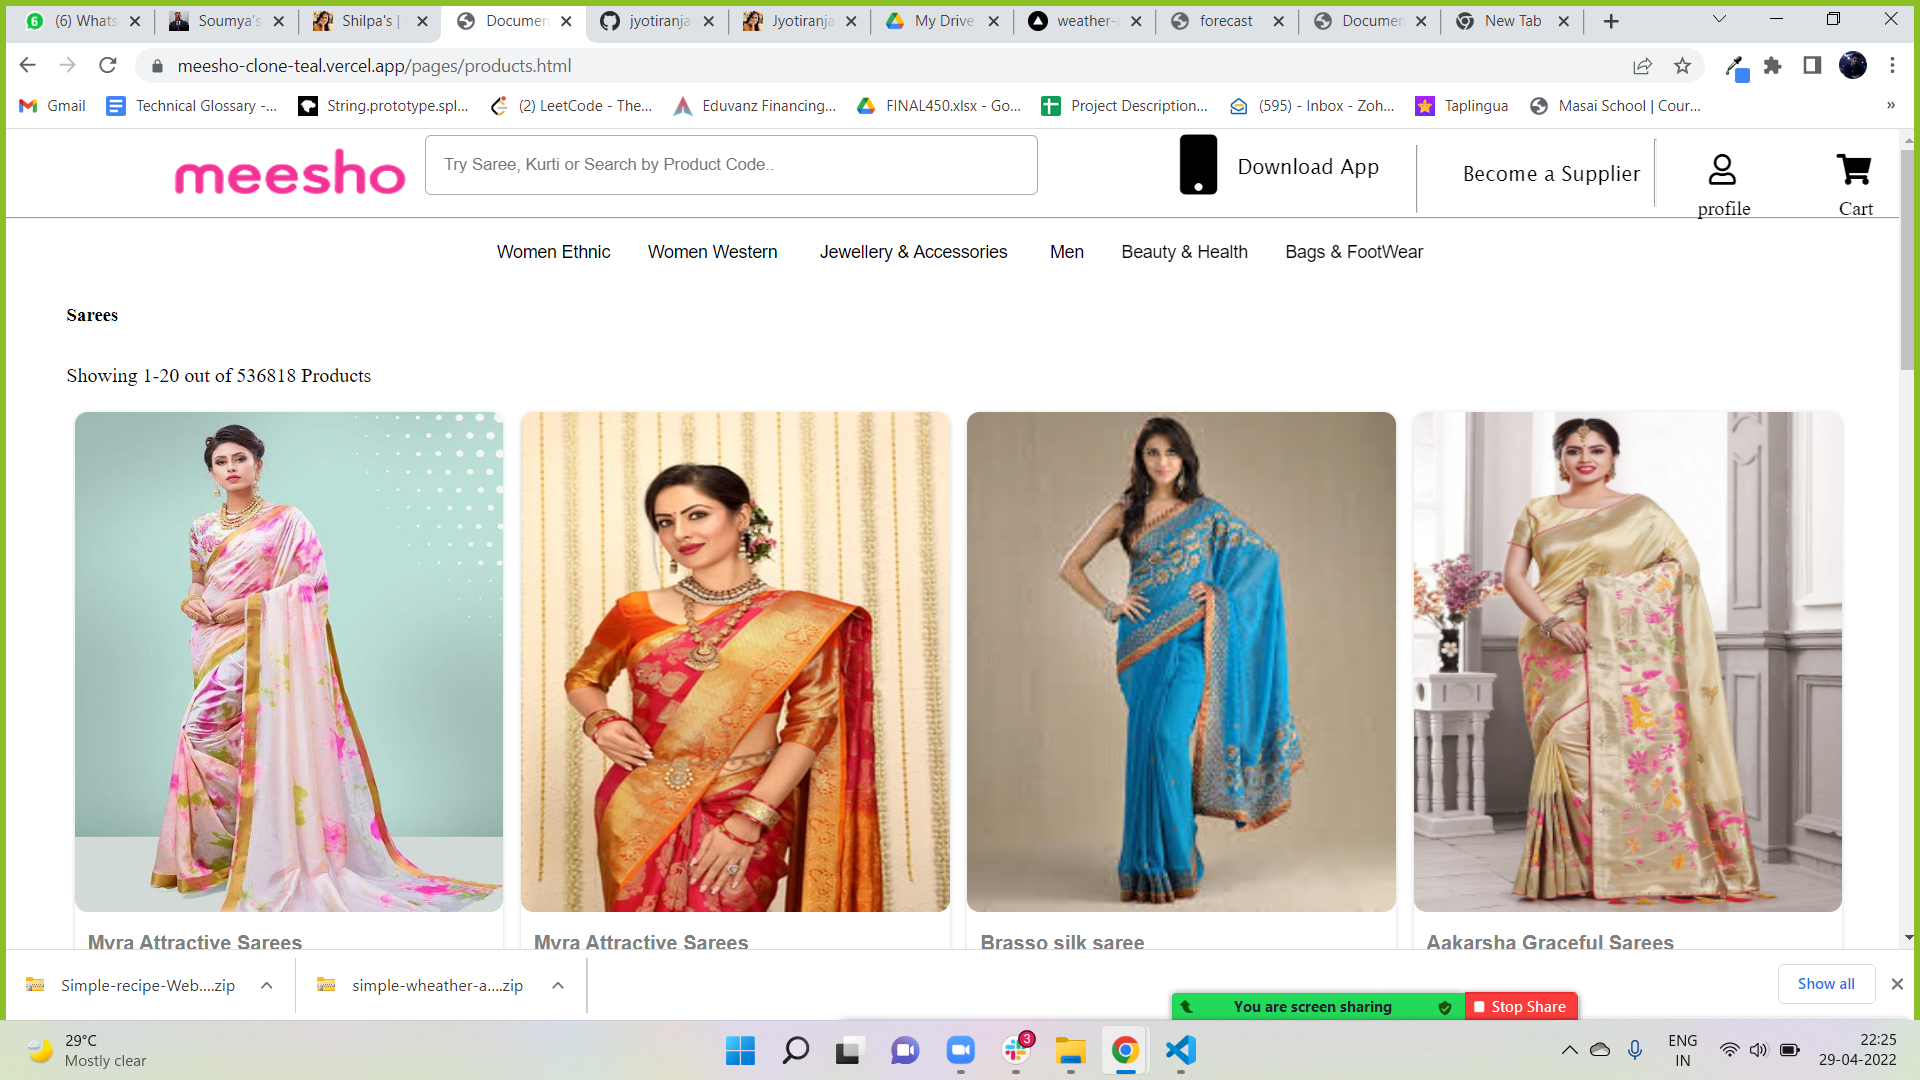 (6) Whats
Soumya's
Shilpa's |
Documen
jyotiranja
Jyotiranja
My Drive
weather-
forecast
Documen
New Tab
meesho-clone-teal.vercel.app/pages/products.html
Gmail
Technical Glossary -...
String.prototype.spl...
(2) LeetCode - The...
Eduvanz Financing...
FINAL450.xlsx - Go...
Project Description...
(595) - Inbox - Zoh...
Taplingua
Masai School | Cour...
»
meesho
Try Saree, Kurti or Search by Product Code..
Download App
Become a Supplier
profile
Cart
Women Ethnic
Women Western
Jewellery & Accessories
Men
Beauty & Health
Bags & FootWear
Sarees
Showing 1-20 out of 536818 Products
Myra Attractive Sarees
Myra Attractive Sarees
Brasso silk saree
Aakarsha Graceful Sarees
Simple-recipe-Web....zip
simple-wheather-a....zip
Show all
You are screen sharing
Stop Share
29°C
Mostly clear
3
ENG
IN
22:25
29-04-2022